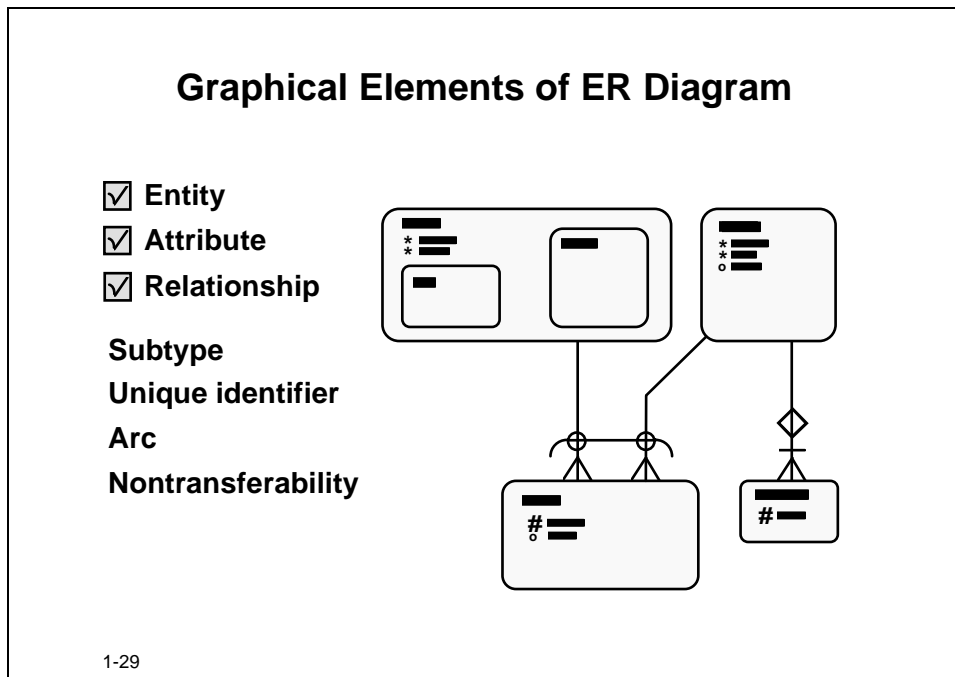 Graphical Elements of ER Diagram
Entity
Attribute
Relationship
Subtype
Unique identifier
Arc
Nontransferability
*
*
*
*
o
#
o
#
1-29